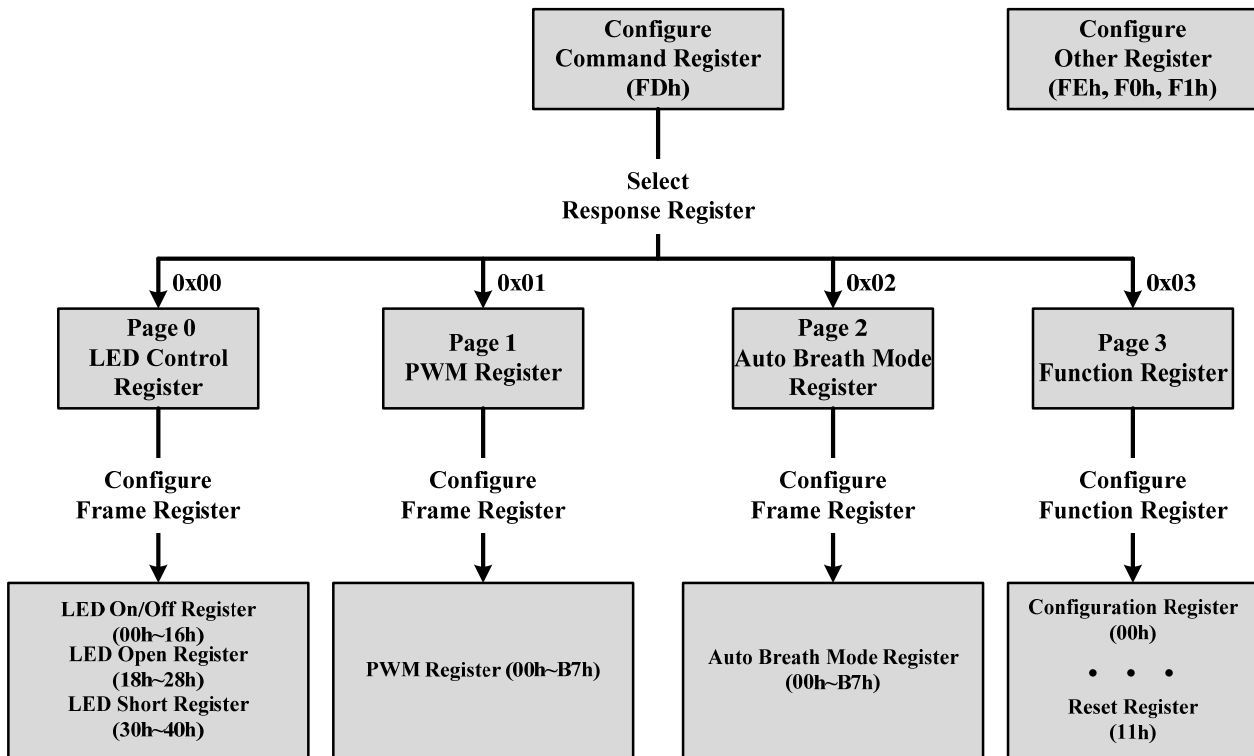 Configure
Command Register
(FDh)
Configure
Other Register
(FEh, F0h, F1h)
Select
Response Register
0x00
0x01
0x02
0x03
Page 0
LED Control
Register
Page 1
PWM Register
Page 2
Auto Breath Mode
Register
Page 3
Function Register
Configure
Frame Register
Configure
Frame Register
Configure
Frame Register
Configure
Function Register
LED On/Off Register
(00h~16h)
LED Open Register
(18h~28h)
LED Short Register
(30h~40h)
PWM Register (00h~B7h)
Auto Breath Mode Register
(00h~B7h)
Configuration Register
(00h)
• • •
Reset Register
(11h)